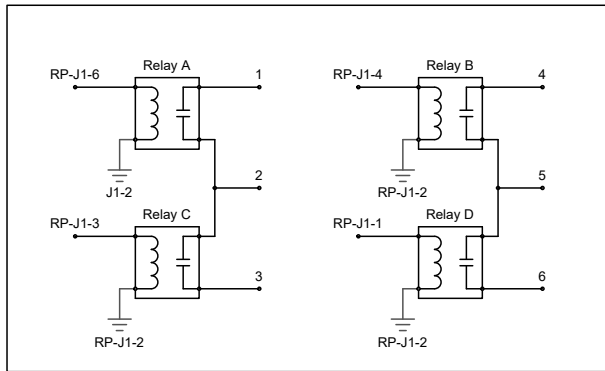 Relay A
RP-J1-6
1
J1-2
2
Relay C
RP-J1-3
3
RP-J1-2
Relay B
RP-J1-4
4
RP-J1-2
5
Relay D
RP-J1-1
6
RP-J1-2